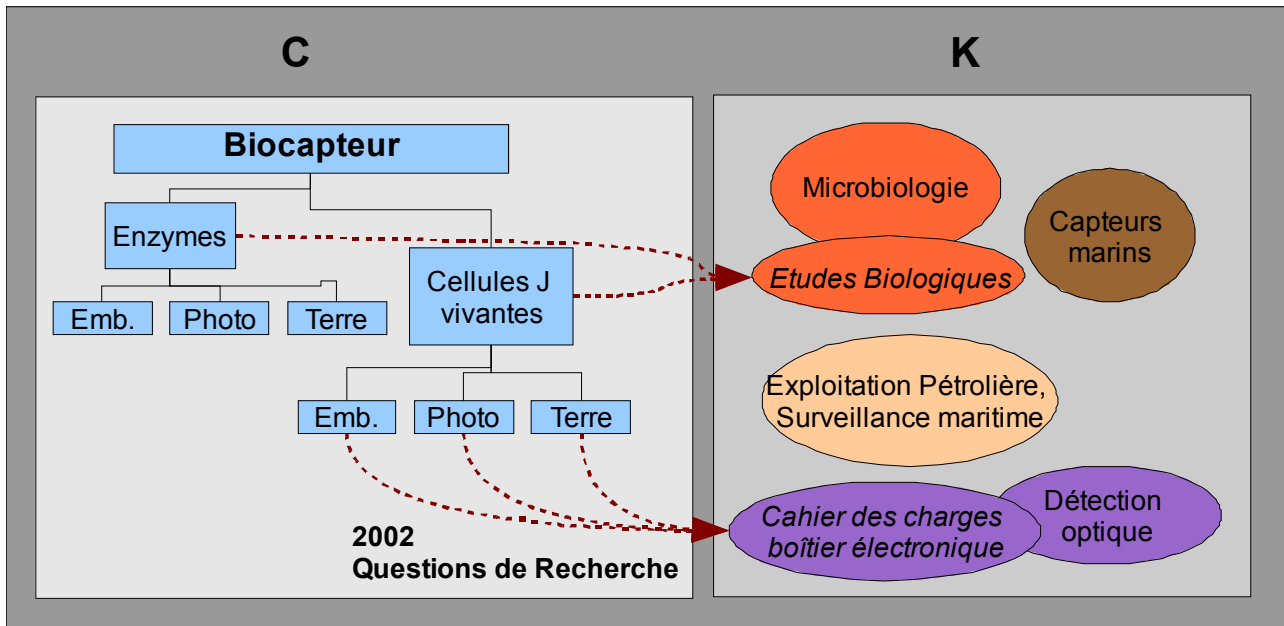 C
K
Biocapteur
Enzymes
Emb.
Photo
Terre
Cellules J
vivantes
Emb.
Photo
Terre
2002
Questions de Recherche
Microbiologie
Etudes Biologiques
Capteurs
marins
Exploitation Pétrolière,
Surveillance maritime
Cahier des charges
boîtier électronique
Détection
optique